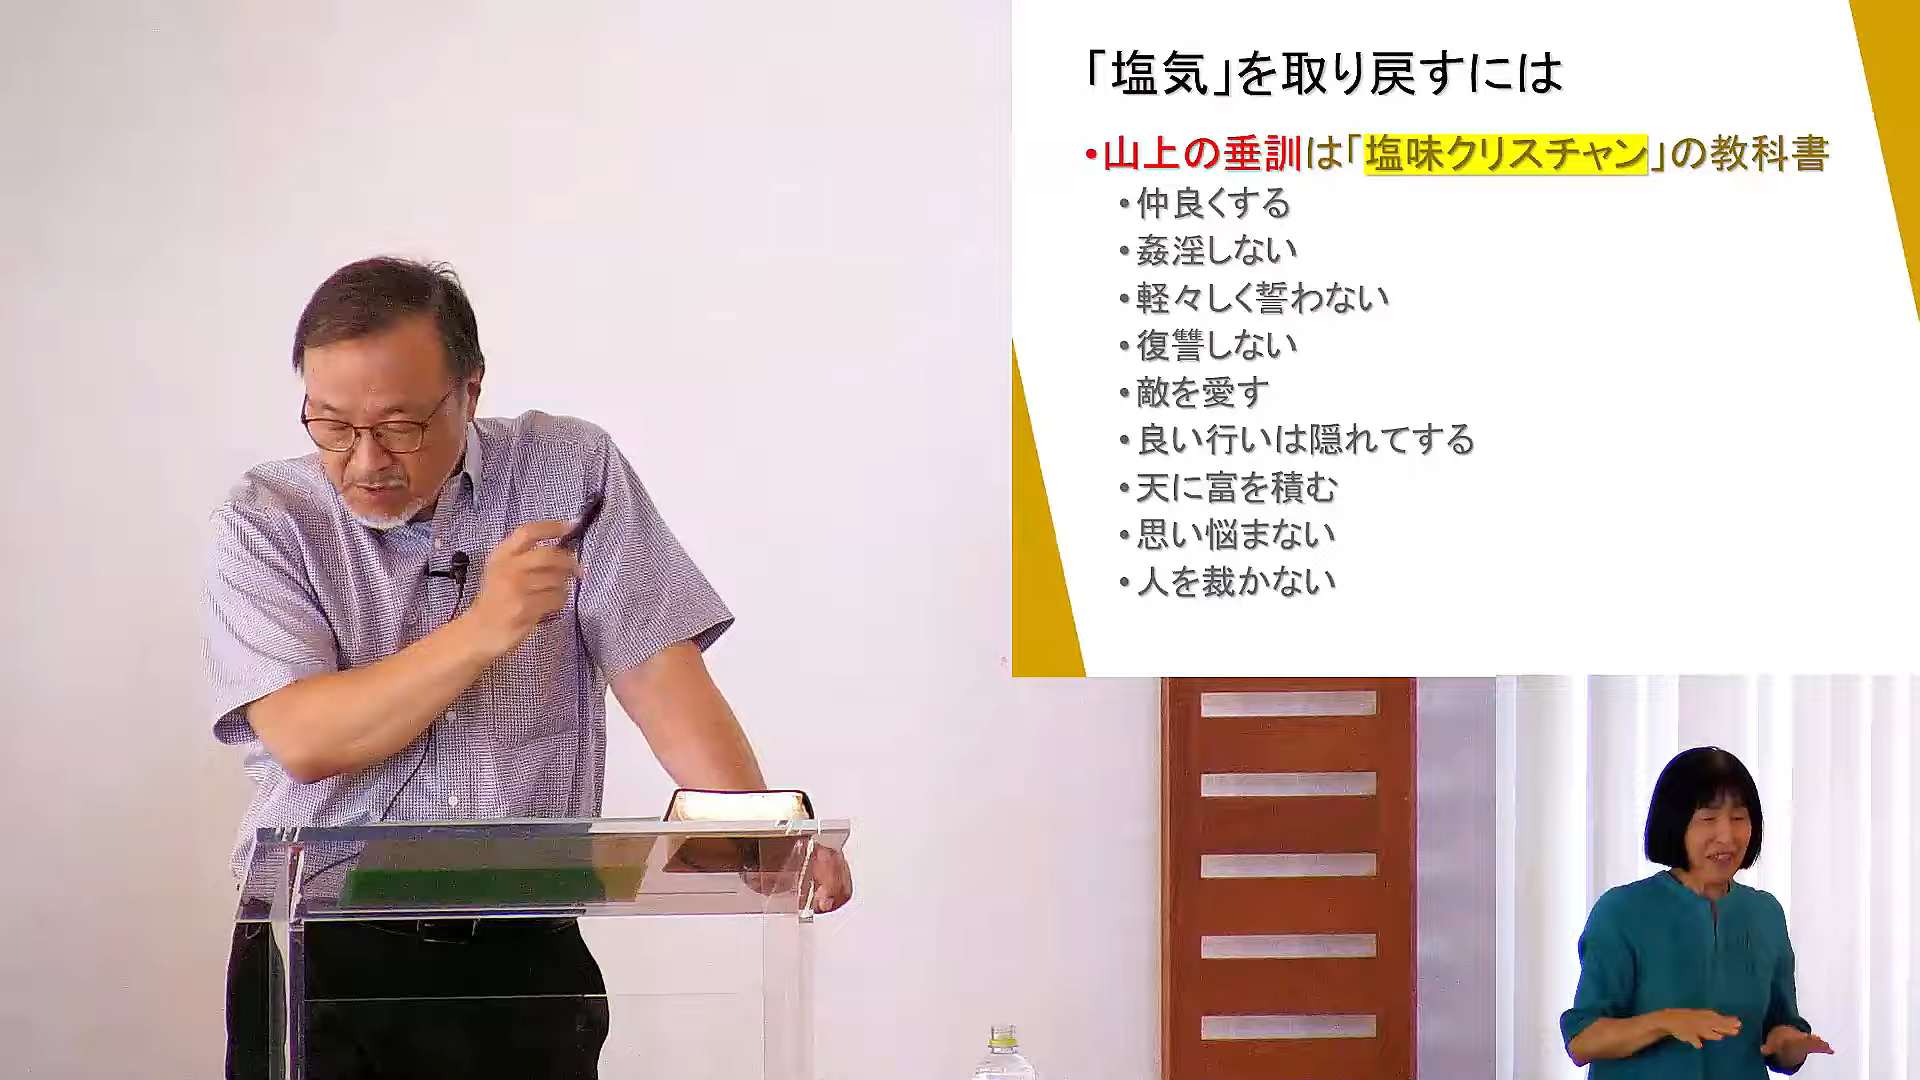 「塩気」を取り戻すには
•山上の垂訓は「塩味クリスチャン」の教科書
•仲良くする
•姦淫しない
•軽々しく誓わない
•復讐しない
•敵を愛す
•良い行いは隠れてする
•天に富を積む
•思い悩まない
•人を裁かない